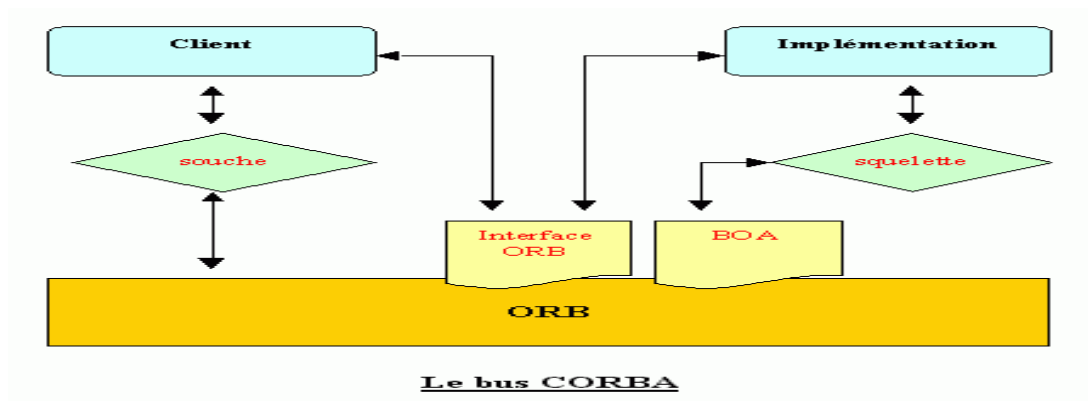 Client
Implémentation
souche
squelette
Interface
ORB
BOA
ORB
Le bus CORBA